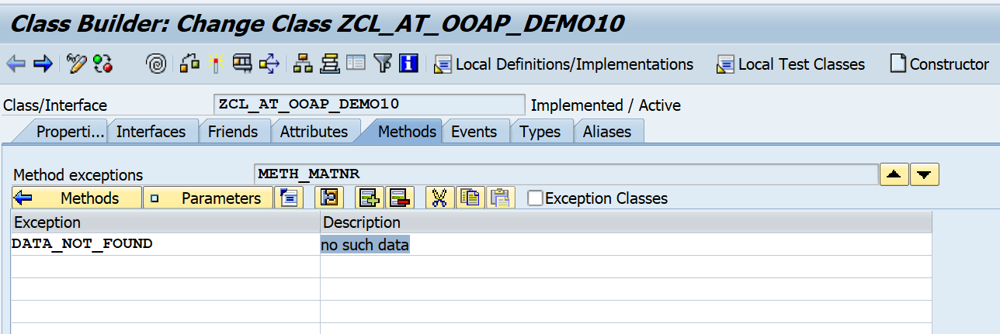 Class Builder: Change Class ZCL_AT_OOAP_DEMO10
Local Definitions/Implementations Local Test Classes Constructor
Class/Interface ZCL_AT_OOAP_DEMO10 Implemented / Active
Properti... Interfaces Friends Attributes Methods Events Types Aliases
Method exceptions METH_MATNR
Methods Parameters Exception Classes
Exception Description
DATA_NOT_FOUND no such data